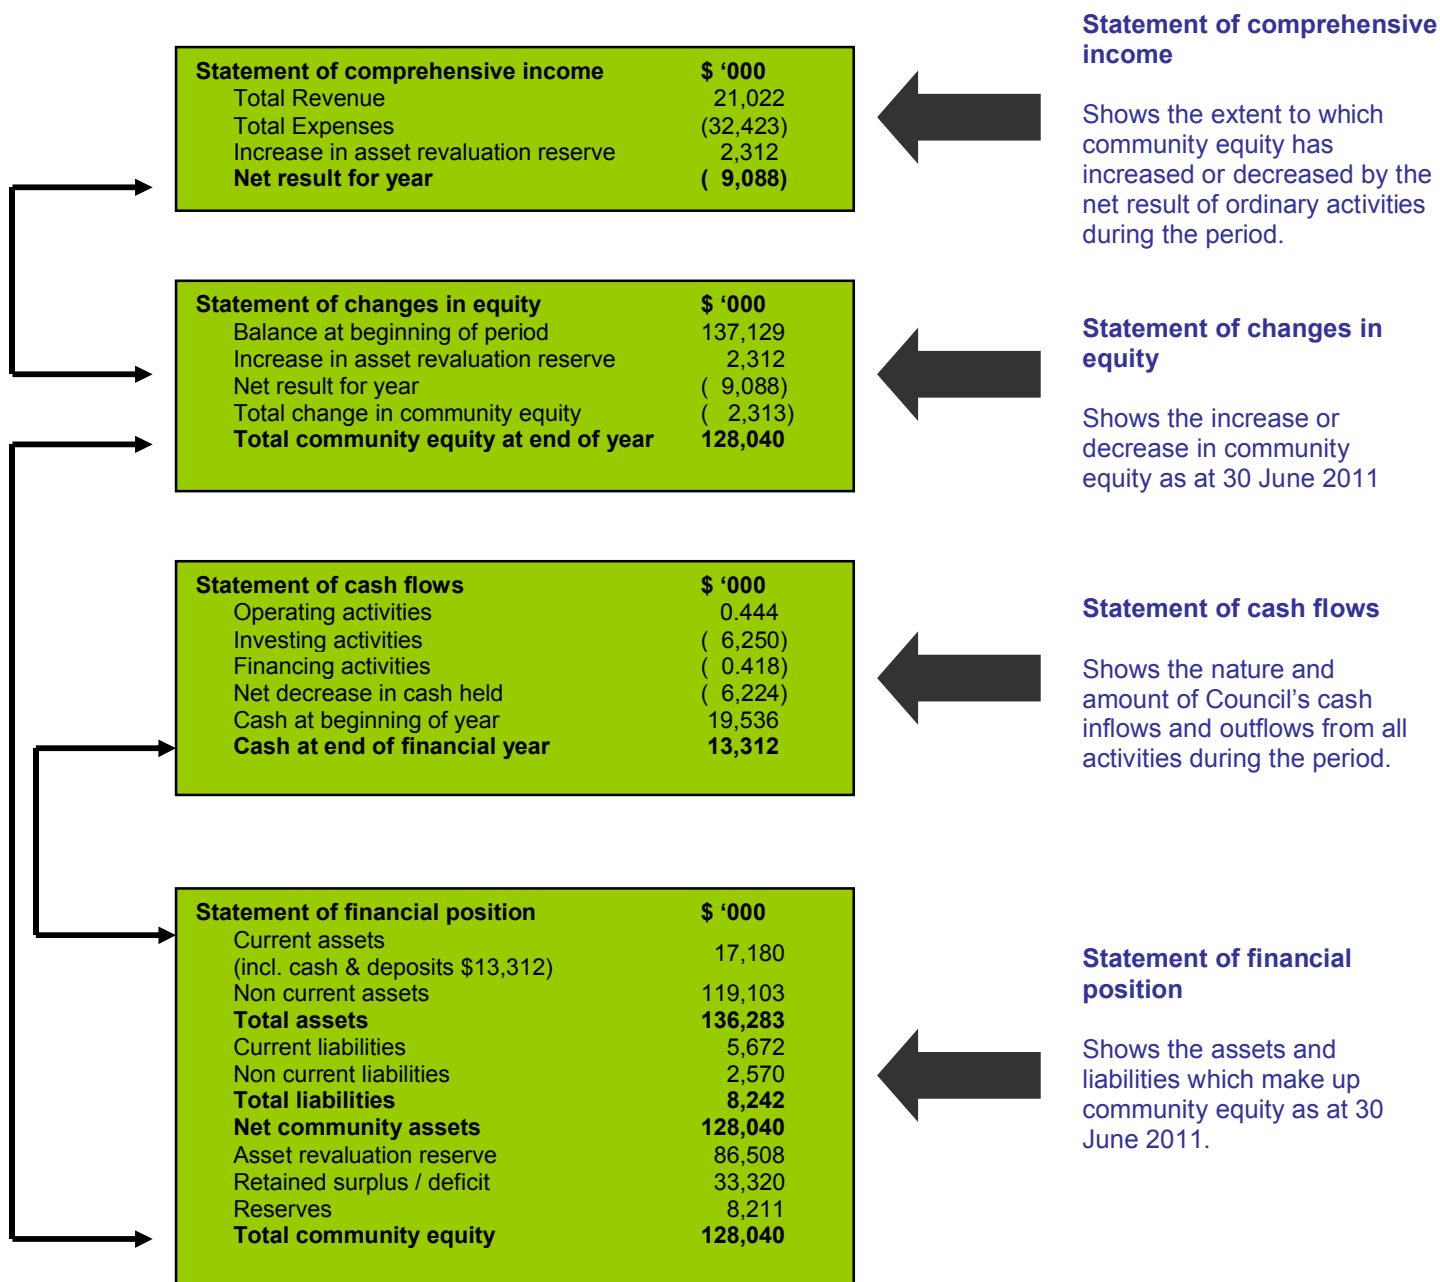 Statement of comprehensive income $ ‘000
Total Revenue 21,022
Total Expenses (32,423)
Increase in asset revaluation reserve 2,312
Net result for year ( 9,088)
Statement of comprehensive
income
Shows the extent to which
community equity has
increased or decreased by the
net result of ordinary activities
during the period.
Statement of changes in equity $ ‘000
Balance at beginning of period 137,129
Increase in asset revaluation reserve 2,312
Net result for year ( 9,088)
Total change in community equity ( 2,313)
Total community equity at end of year 128,040
Statement of changes in
equity
Shows the increase or
decrease in community
equity as at 30 June 2011
Statement of cash flows $ ‘000
Operating activities 0.444
Investing activities ( 6,250)
Financing activities ( 0.418)
Net decrease in cash held ( 6,224)
Cash at beginning of year 19,536
Cash at end of financial year 13,312
Statement of cash flows
Shows the nature and
amount of Council’s cash
inflows and outflows from all
activities during the period.
Statement of financial position $ ‘000
Current assets
(incl. cash & deposits $13,312) 17,180
Non current assets 119,103
Total assets 136,283
Current liabilities 5,672
Non current liabilities 2,570
Total liabilities 8,242
Net community assets 128,040
Asset revaluation reserve 86,508
Retained surplus / deficit 33,320
Reserves 8,211
Total community equity 128,040
Statement of financial
position
Shows the assets and
liabilities which make up
community equity as at 30
June 2011.